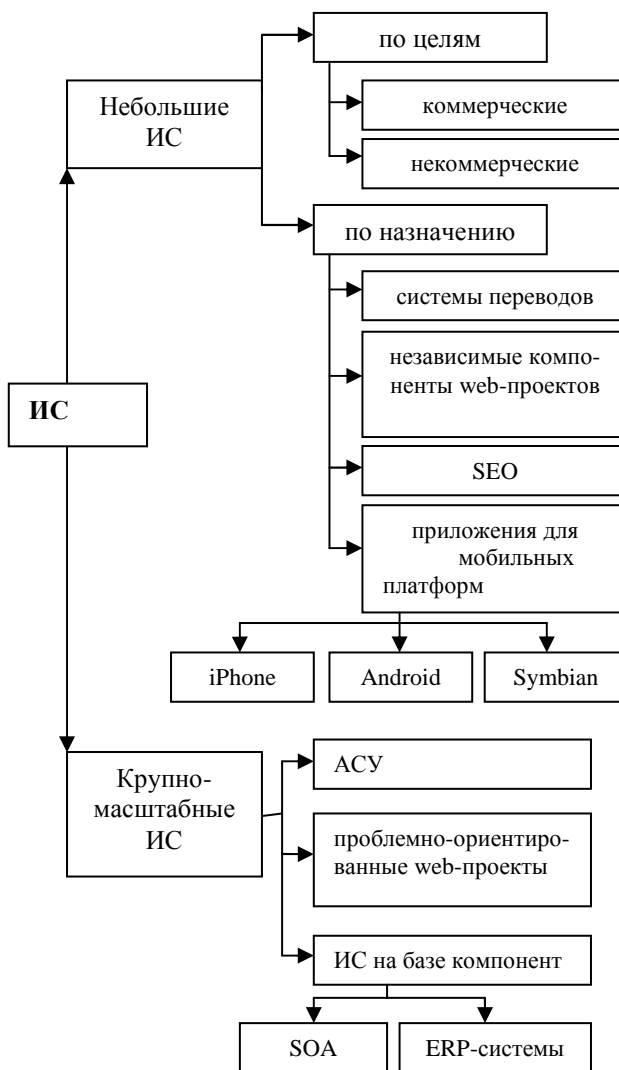 по целям
Небольшие
ИС
коммерческие
некоммерческие
по назначению
системы переводов
независимые компо-
ненты web-проектов
ИС
SEO
приложения для
мобильных
платформ
iPhone
Android
Symbian
Крупно-
масштабные
ИС
АСУ
проблемно-ориентиро-
ванные web-проекты
ИС на базе компонент
SOA
ERP-системы